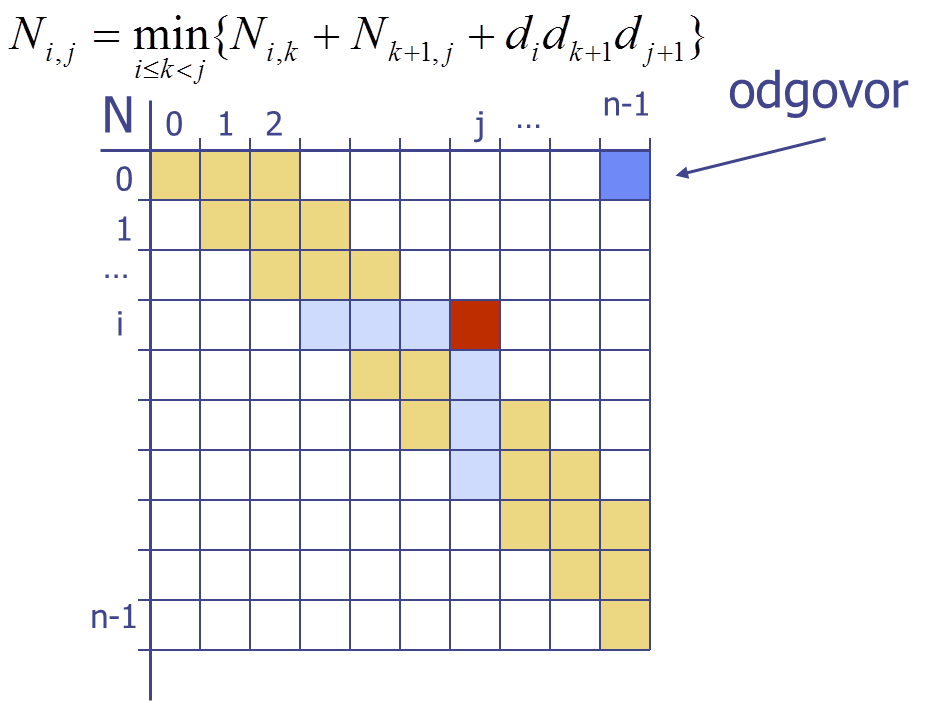 N_{i,j} = min_{i≤k<j}{N_{i,k} + N_{k+1,j} + d_i d_{k+1} d_{j+1}}
odgovor
N 0 1 2 j … n-1
0
1
…
i
n-1